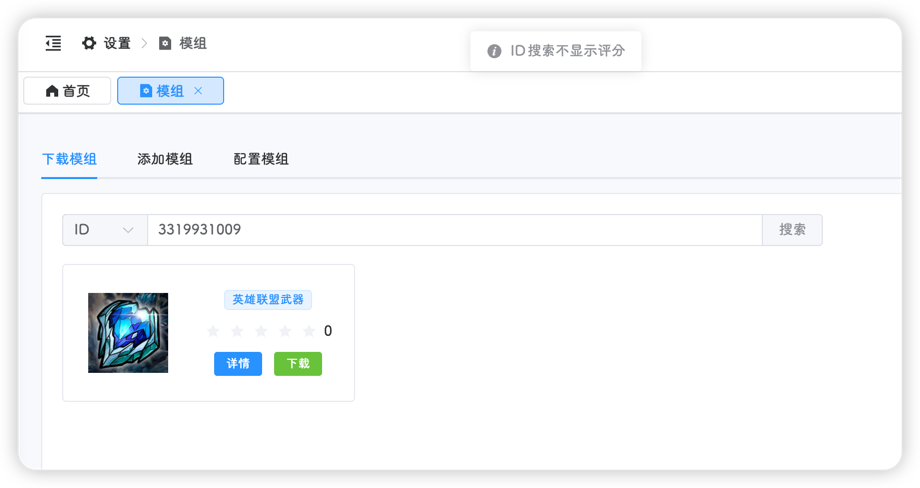 设置
模组
ID搜索不显示评分
首页
模组
下载模组
添加模组
配置模组
ID
3319931009
搜索
英雄联盟武器
0
详情
下载